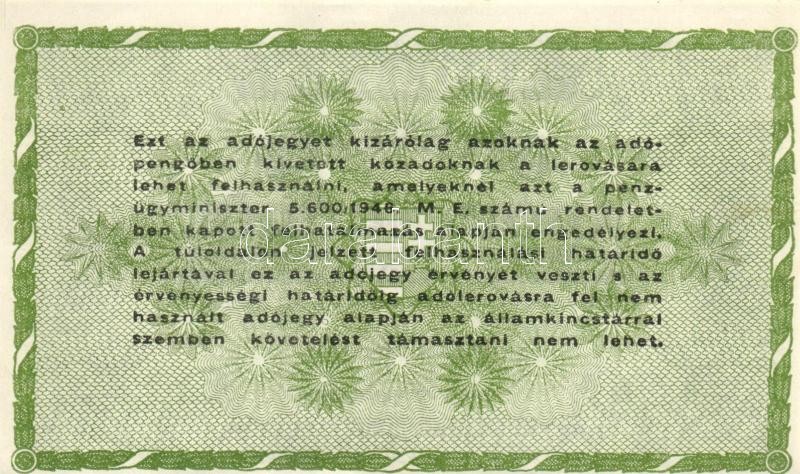 Ezt az adójegyet kizárólag azoknak az adó-
pengőben kivetett közadóknak a lerovására
lehet felhasználni, amelyeknél azt a pénz-
ügyminiszter 5.600/1946. M. E. számú rendelet-
ben kapott felhatalmazás alapján engedélyezi.
A túloldalon jelzett felhasználási határidő
lejártával ez az adójegy érvényét veszti s az
érvényességi határidőig adólerovásra fel nem
használt adójegy alapján az államkincstárral
szemben követelést támasztani nem lehet.
darabanth